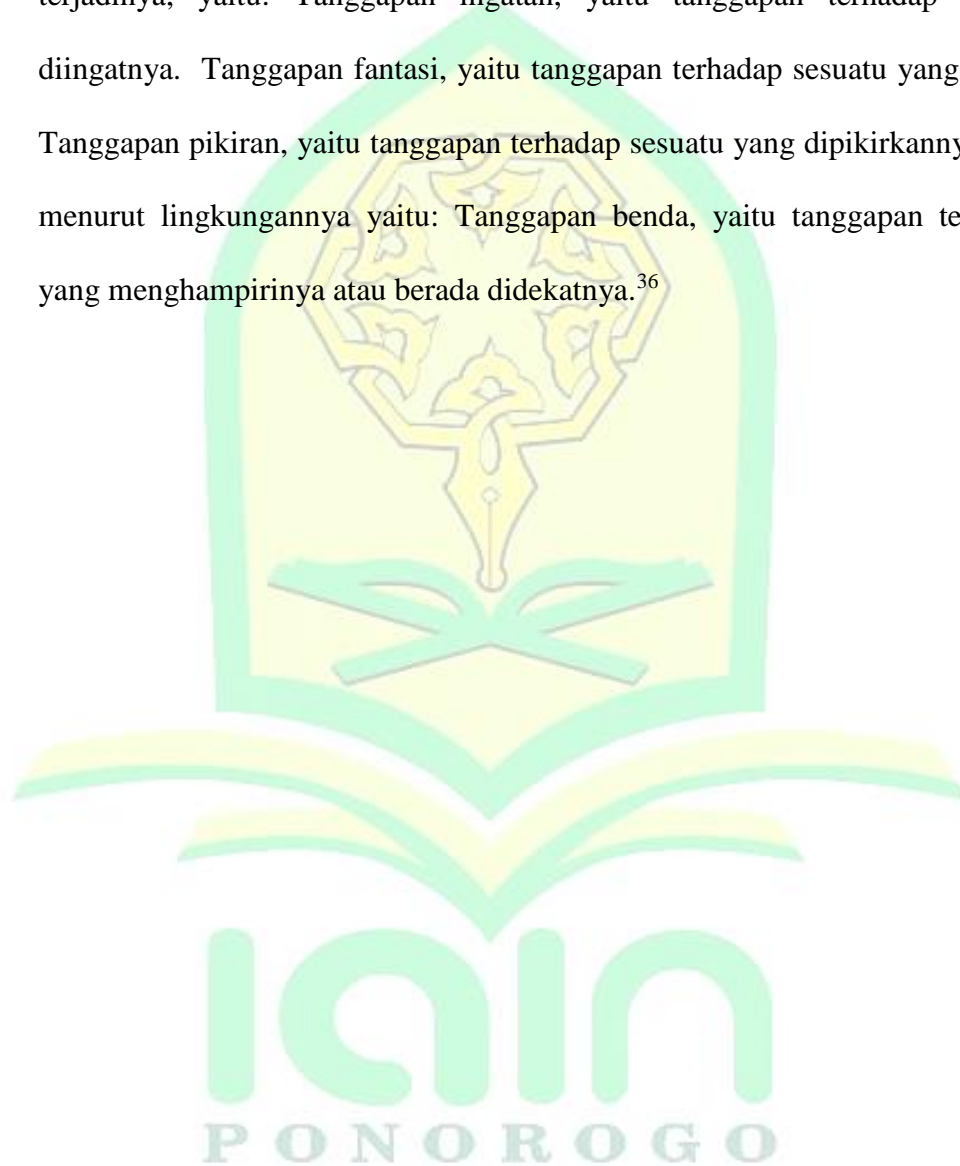 terjadinya, yaitu: Tanggapan ingatan, yaitu tanggapan terhadap
diingatnya. Tanggapan fantasi, yaitu tanggapan terhadap sesuatu yang
Tanggapan pikiran, yaitu tanggapan terhadap sesuatu yang dipikirkanny
menurut lingkungannya yaitu: Tanggapan benda, yaitu tanggapan te
yang menghampirinya atau berada didekatnya.36
iain
PONOROGO